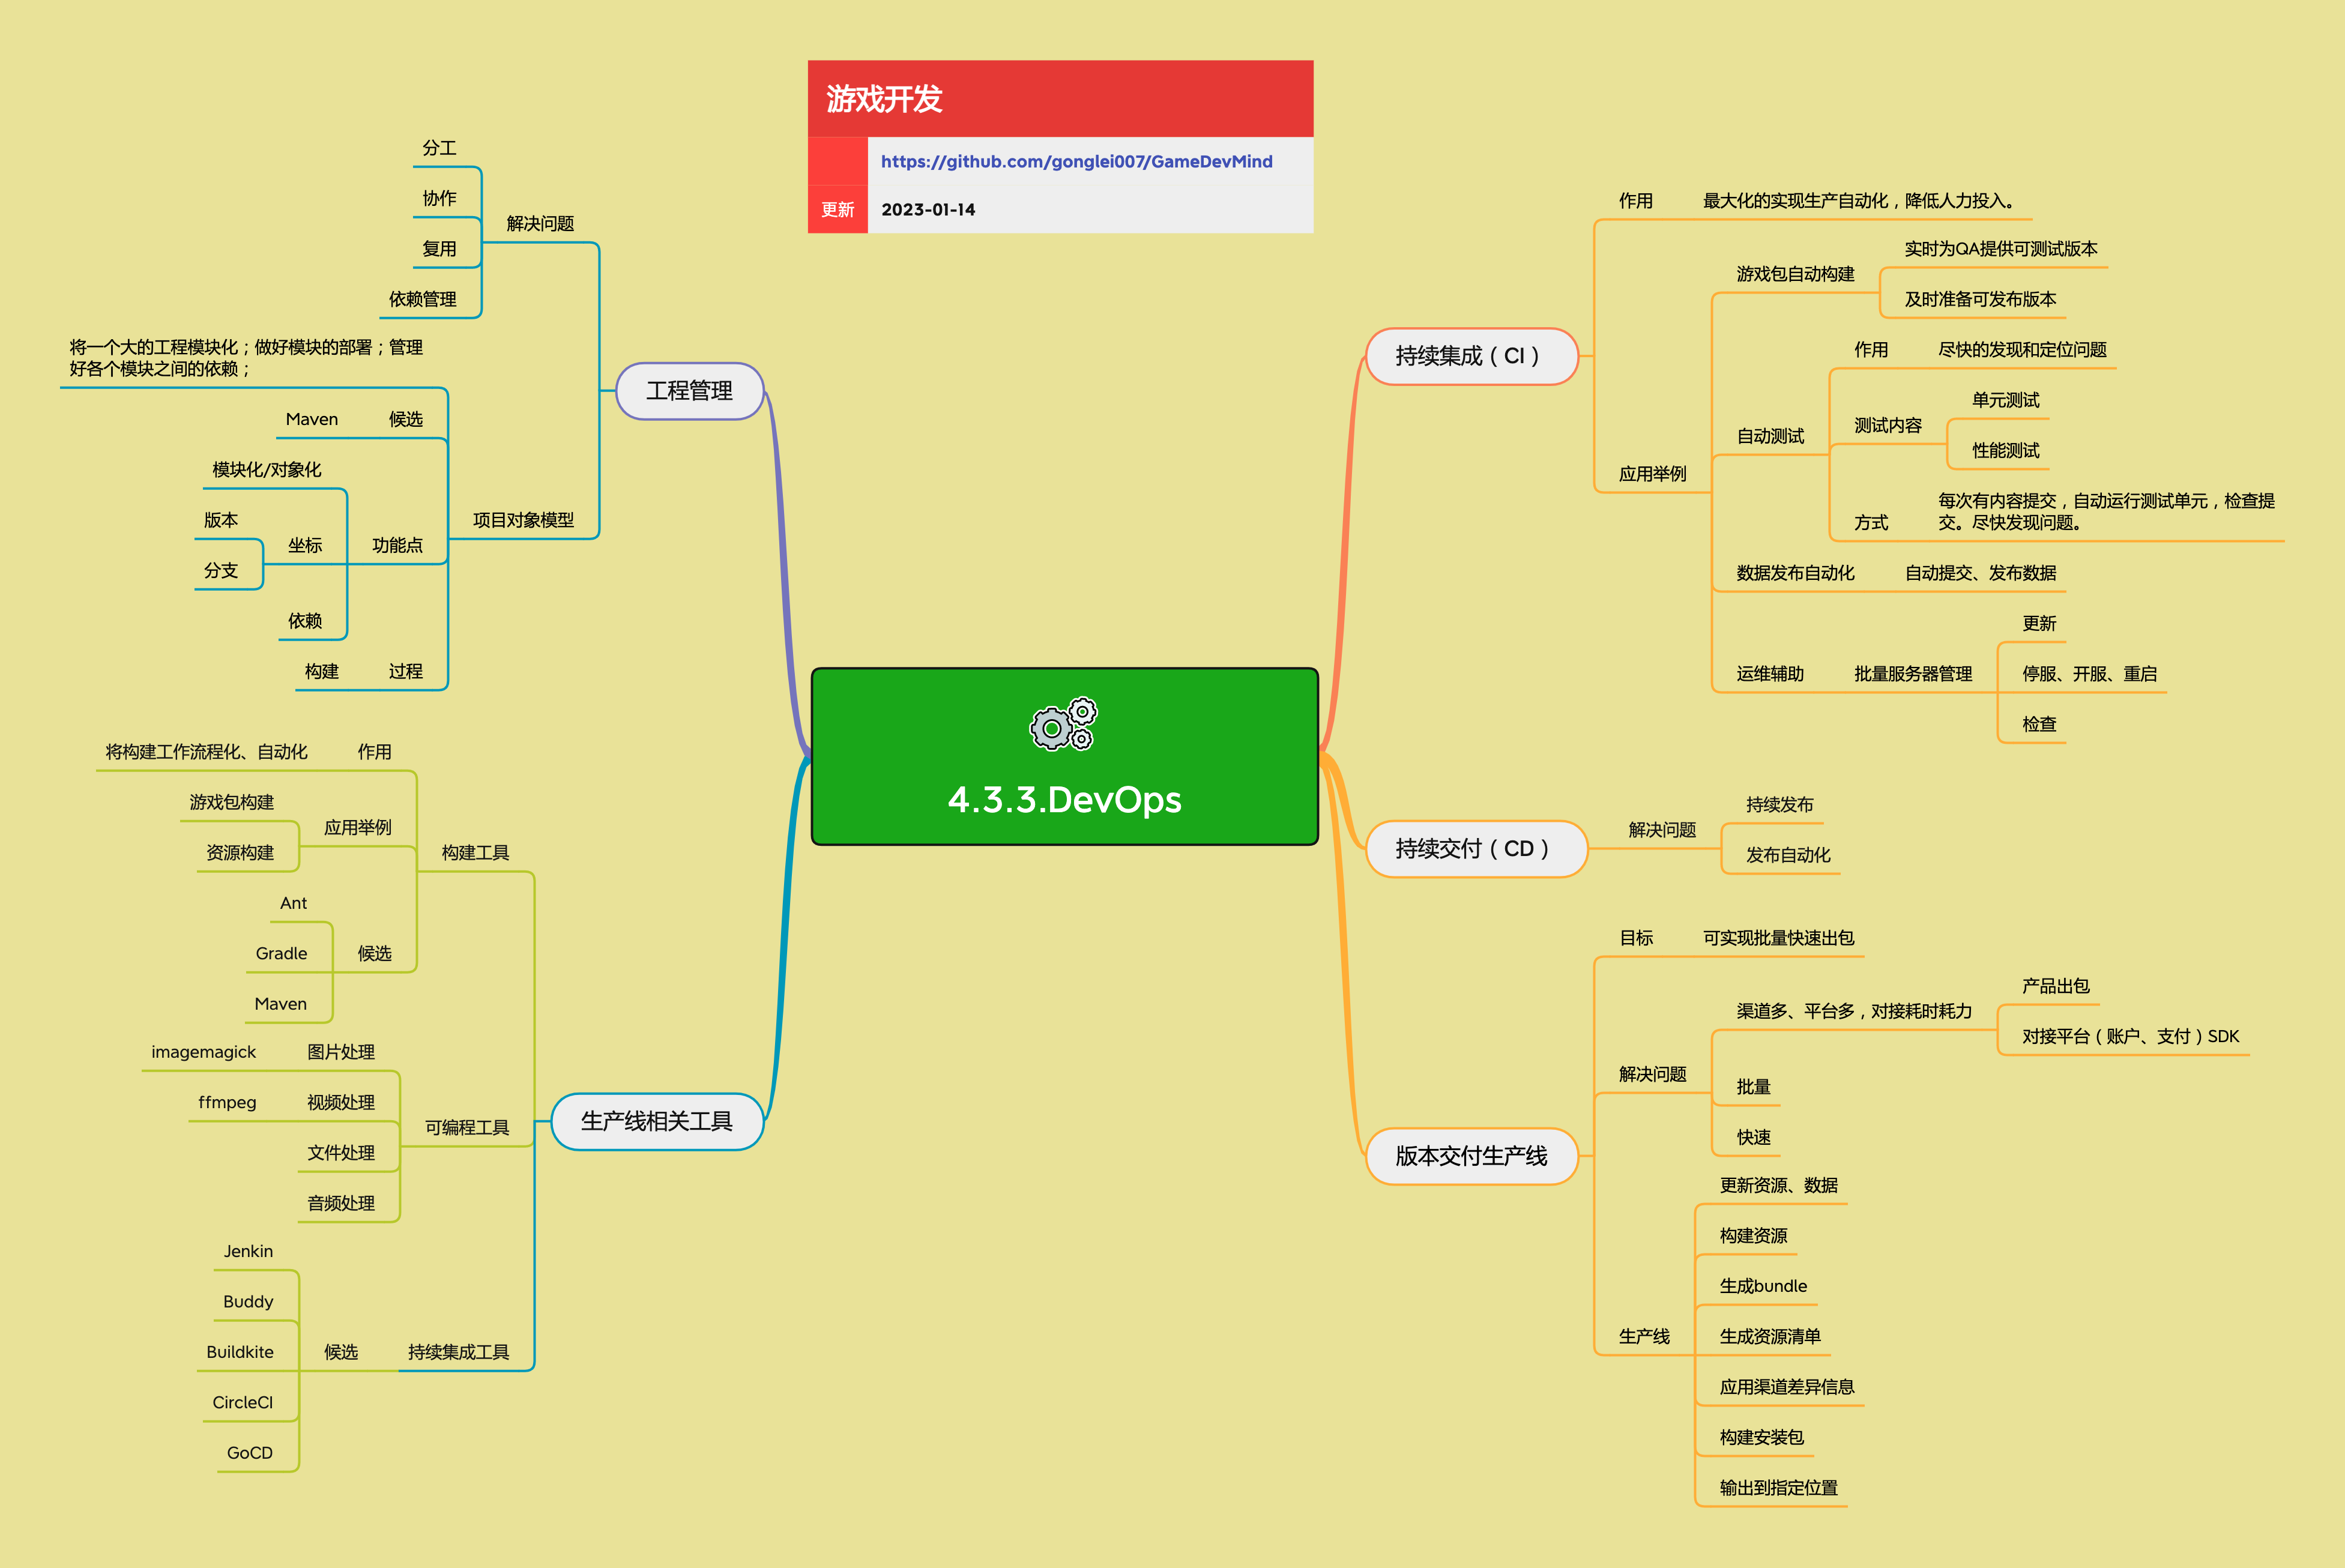 游戏开发
https://github.com/gonglei007/GameDevMind
更新
2023-01-14
4.3.3.DevOps
持续集成（CI）
作用
最大化的实现生产自动化，降低人力投入。
应用举例
游戏包自动构建
实时为QA提供可测试版本
及时准备可发布版本
自动测试
作用
尽快的发现和定位问题
测试内容
单元测试
性能测试
方式
每次有内容提交，自动运行测试单元，检查提
交。尽快发现问题。
数据发布自动化
自动提交、发布数据
运维辅助
批量服务器管理
更新
停服、开服、重启
检查
持续交付（CD）
解决问题
持续发布
发布自动化
版本交付生产线
目标
可实现批量快速出包
解决问题
渠道多、平台多，对接耗时耗力
产品出包
对接平台（账户、支付）SDK
批量
快速
生产线
更新资源、数据
构建资源
生成bundle
生成资源清单
应用渠道差异信息
构建安装包
输出到指定位置
工程管理
解决问题
分工
协作
复用
依赖管理
项目对象模型
将一个大的工程模块化；做好模块的部署；管理
好各个模块之间的依赖；
候选
Maven
功能点
模块化/对象化
坐标
版本
分支
依赖
过程
构建
生产线相关工具
构建工具
作用
将构建工作流程化、自动化
应用举例
游戏包构建
资源构建
候选
Ant
Gradle
Maven
可编程工具
图片处理
imagemagick
视频处理
ffmpeg
文件处理
音频处理
持续集成工具
候选
Jenkin
Buddy
Buildkite
CircleCI
GoCD